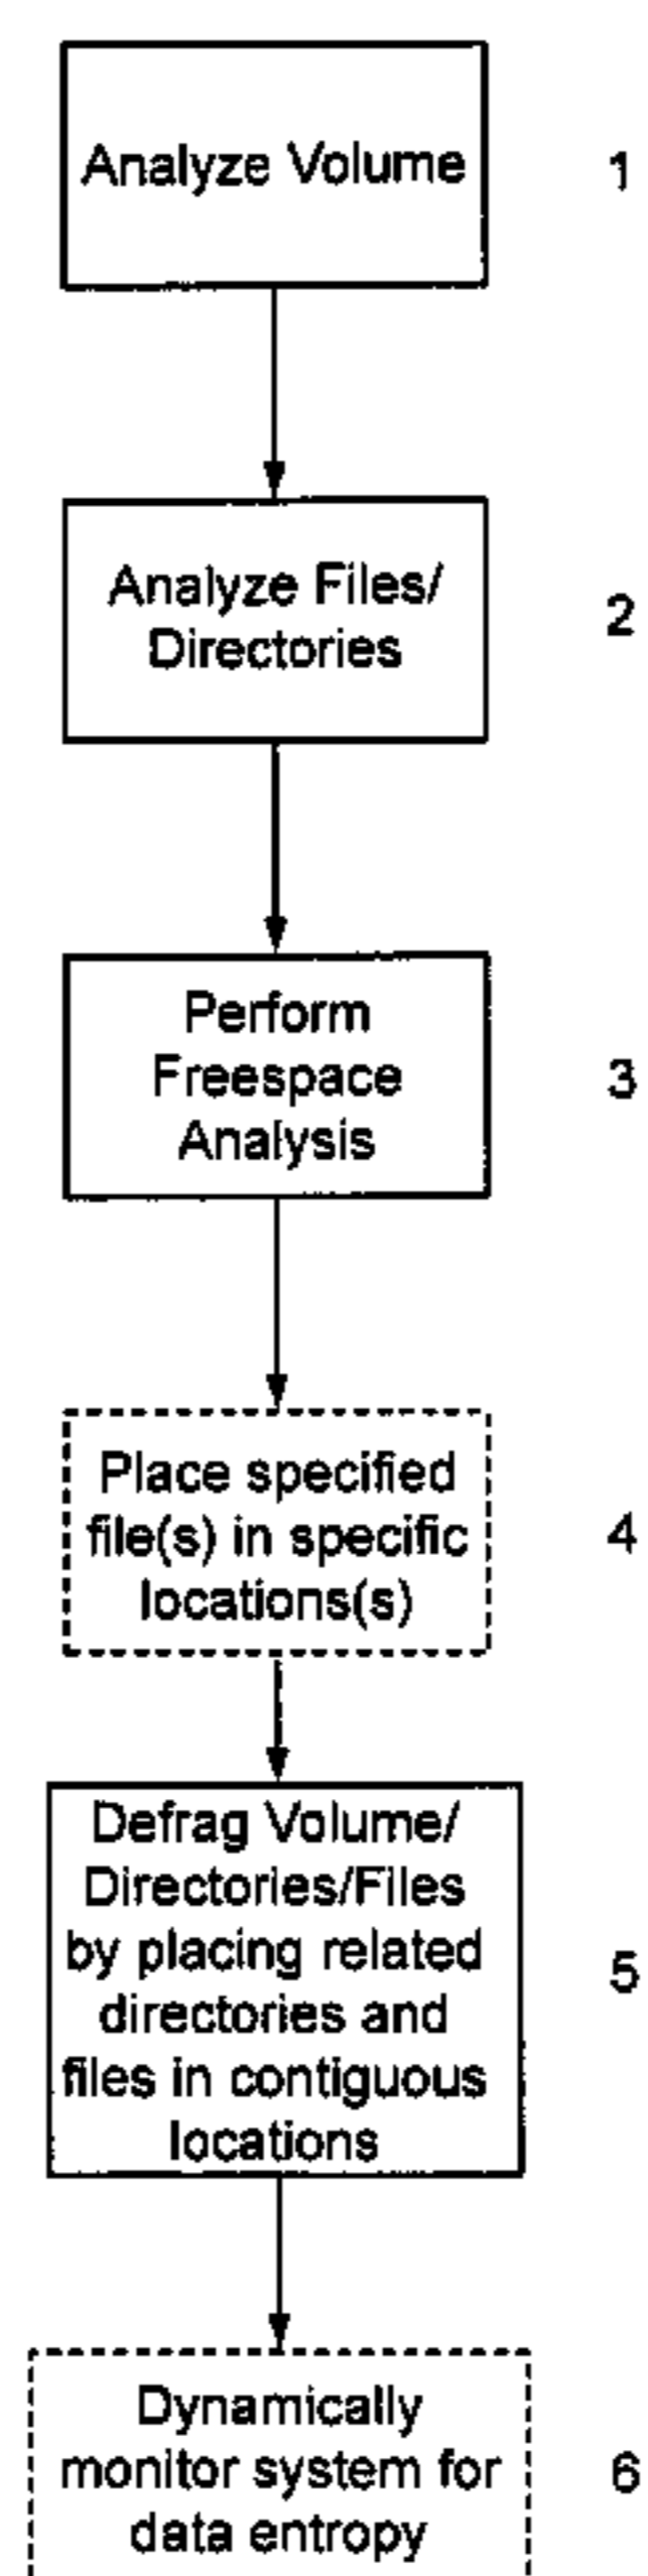 Analyze Volume
1
Analyze Files/
Directories
2
Perform
Freespace
Analysis
3
Place specified
file(s) in specific
locations(s)
4
Defrag Volume/
Directories/Files
by placing related
directories and
files in contiguous
locations
5
Dynamically
monitor system for
data entropy
6